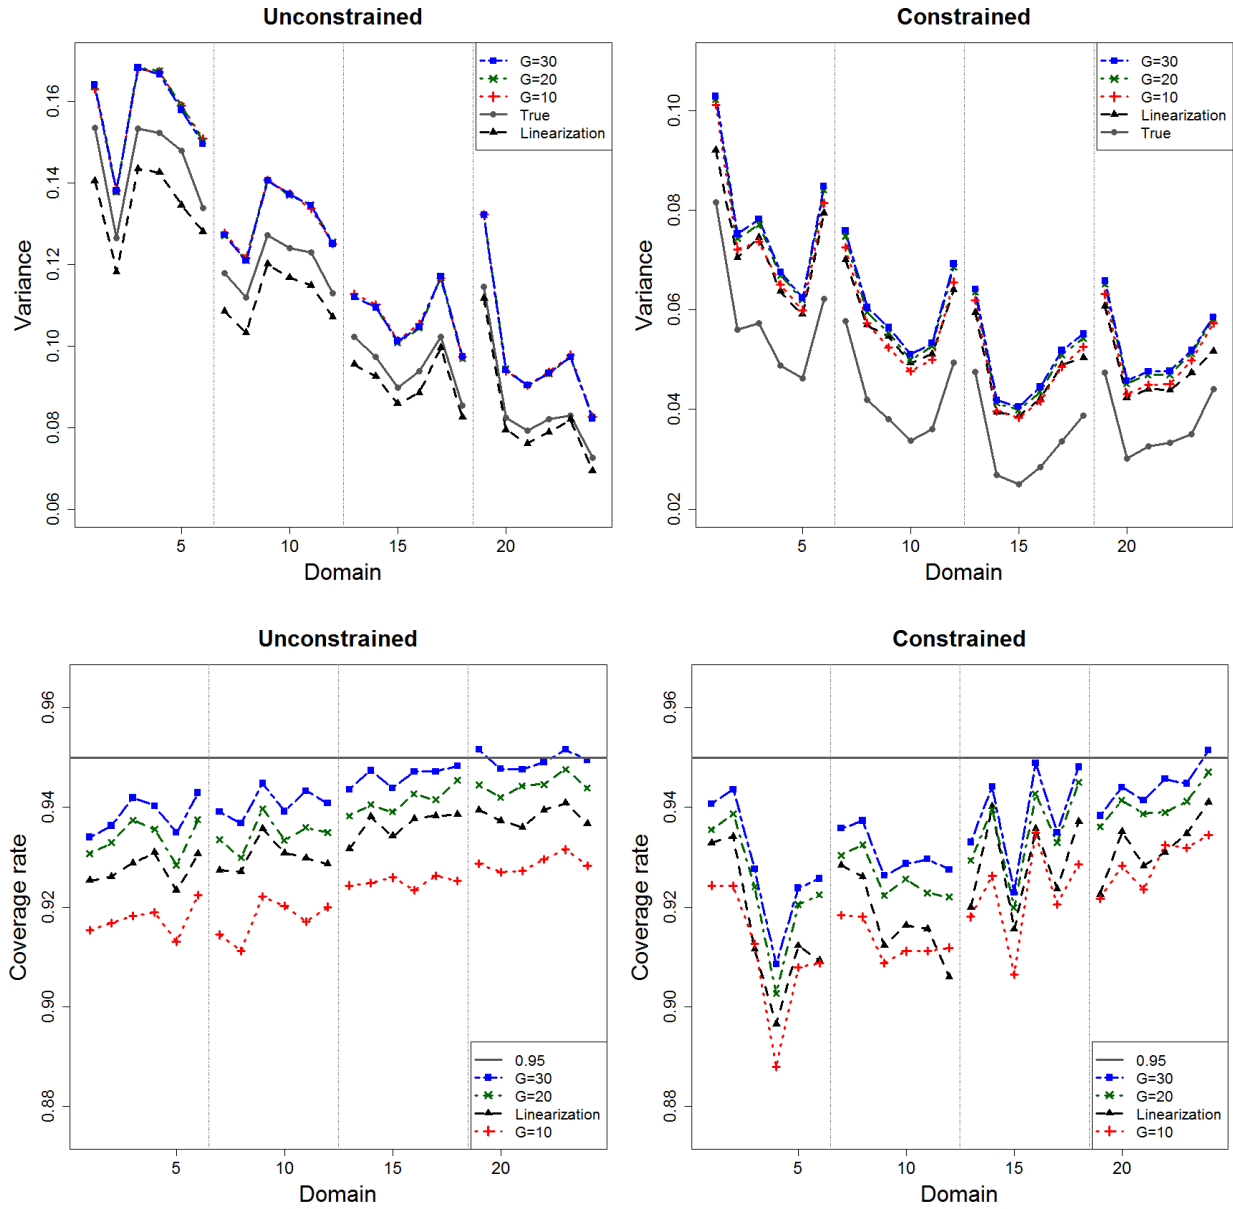 Unconstrained
G=30
G=20
G=10
True
Linearization
Variance
0.16
0.14
0.12
0.10
0.08
0.06
5
10
15
20
Domain
Constrained
G=30
G=20
G=10
Linearization
True
Variance
0.10
0.08
0.06
0.04
0.02
5
10
15
20
Domain
Unconstrained
Coverage rate
0.96
0.94
0.92
0.90
0.88
0.95
G=30
G=20
Linearization
G=10
5
10
15
20
Domain
Constrained
Coverage rate
0.96
0.94
0.92
0.90
0.88
0.95
G=30
G=20
Linearization
G=10
5
10
15
20
Domain